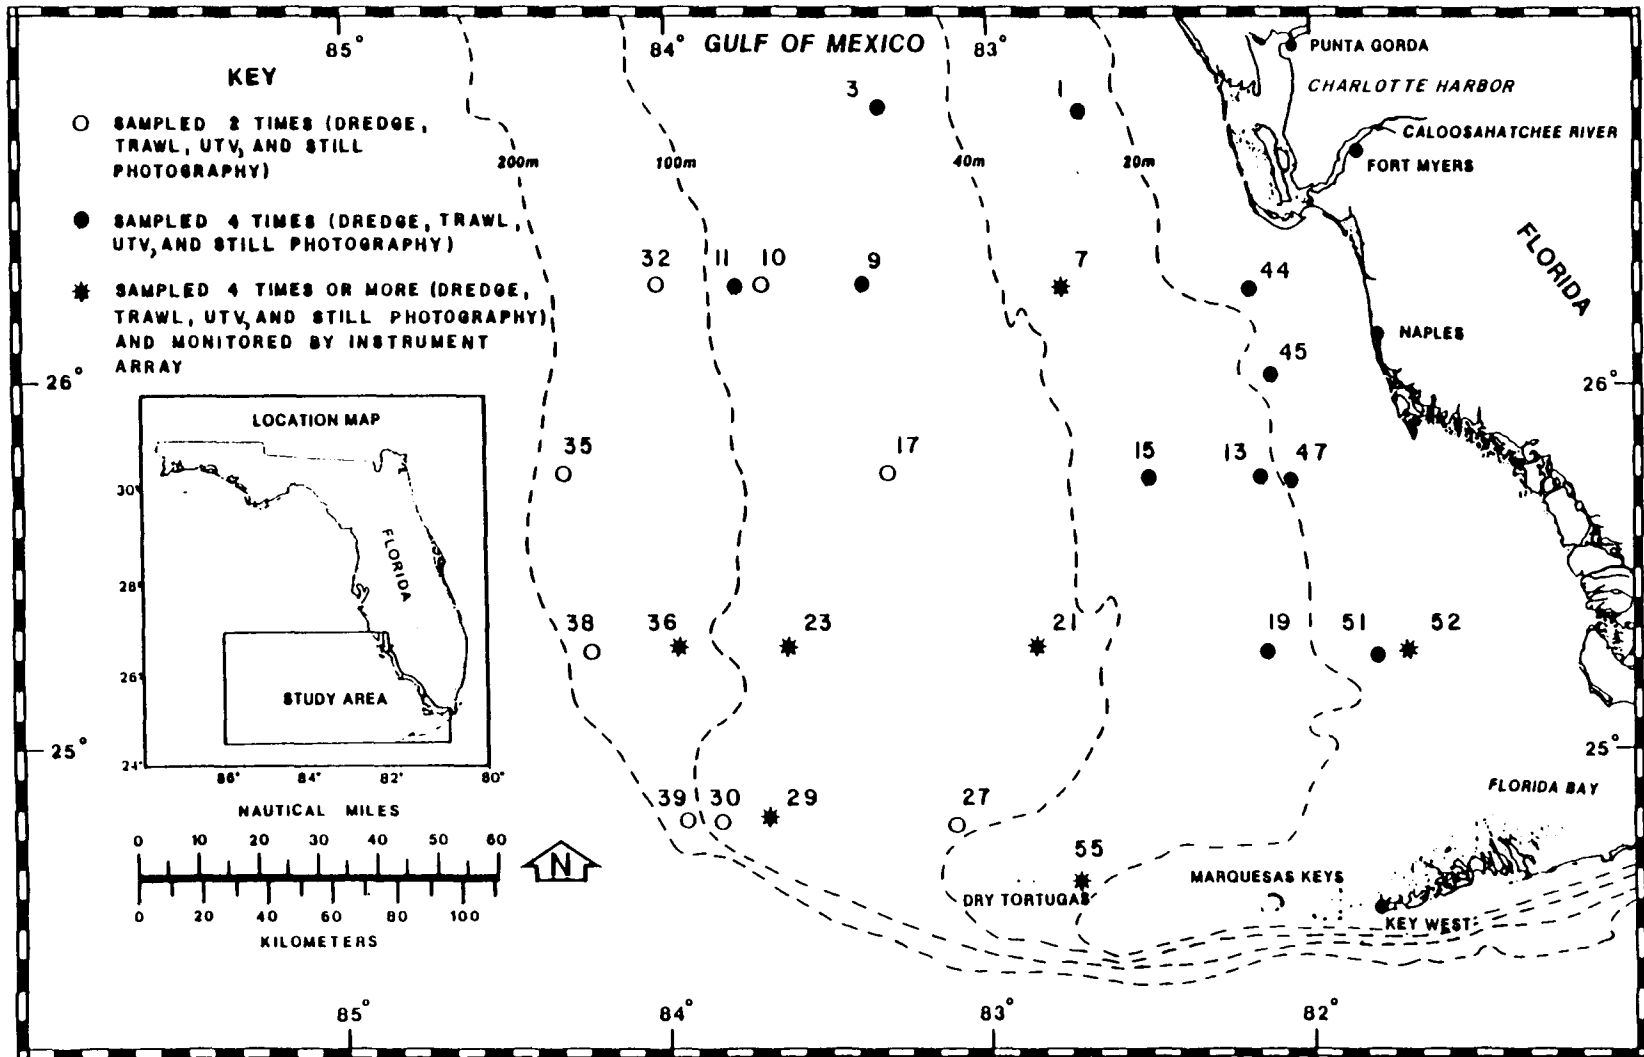 85°
84°
GULF OF MEXICO
83°
PUNTA GORDA
KEY
CHARLOTTE HARBOR
3
1
○ SAMPLED 2 TIMES (DREDGE,
TRAWL, UTV, AND STILL
PHOTOGRAPHY)
CALOOSAHATCHEE RIVER
FORT MYERS
200m
100m
40m
20m
● SAMPLED 4 TIMES (DREDGE, TRAWL,
UTV, AND STILL PHOTOGRAPHY)
FLORIDA
32
11
10
9
7
44
✷ SAMPLED 4 TIMES OR MORE (DREDGE,
TRAWL, UTV, AND STILL PHOTOGRAPHY)
AND MONITORED BY INSTRUMENT
ARRAY
NAPLES
45
26°
26°
LOCATION MAP
35
17
15
13
47
30°
FLORIDA
28°
38
36
23
21
19
51
52
26°
STUDY AREA
25°
25°
24°
86°
84°
82°
80°
FLORIDA BAY
NAUTICAL MILES
0 10 20 30 40 50 60
39
30
29
27
N
55
MARQUESAS KEYS
DRY TORTUGAS
0 20 40 60 80 100
KEY WEST
KILOMETERS
85°
84°
83°
82°